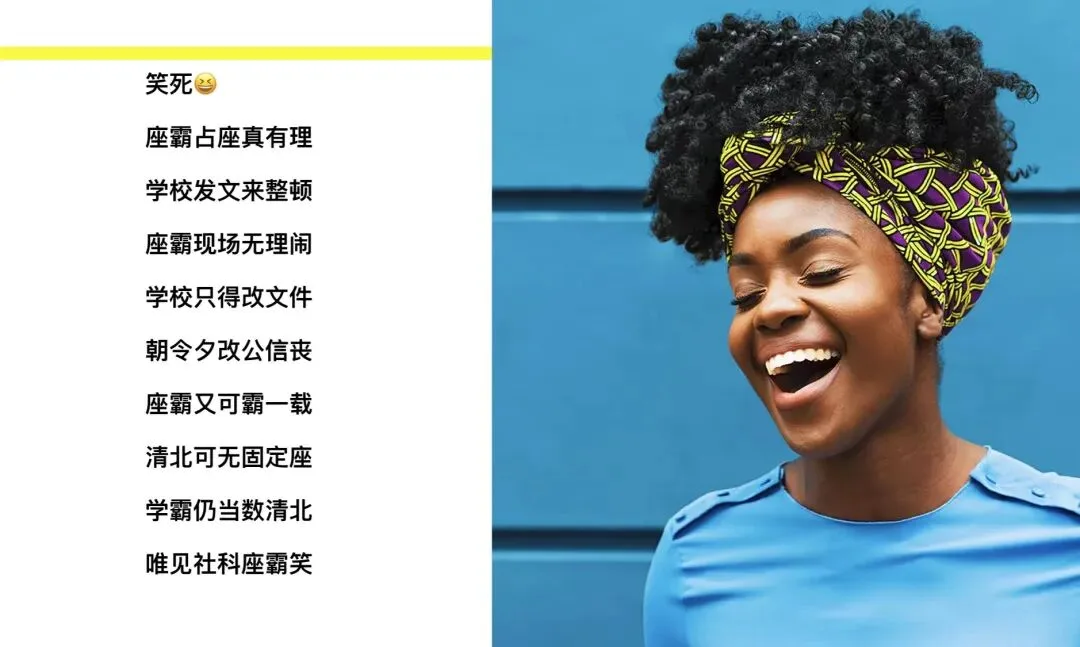 笑死😆
座霸占座真有理
学校发文来整顿
座霸现场无理闹
学校只得改文件
朝令夕改公信丧
座霸又可霸一载
清北可无固定座
学霸仍当数清北
唯见社科座霸笑